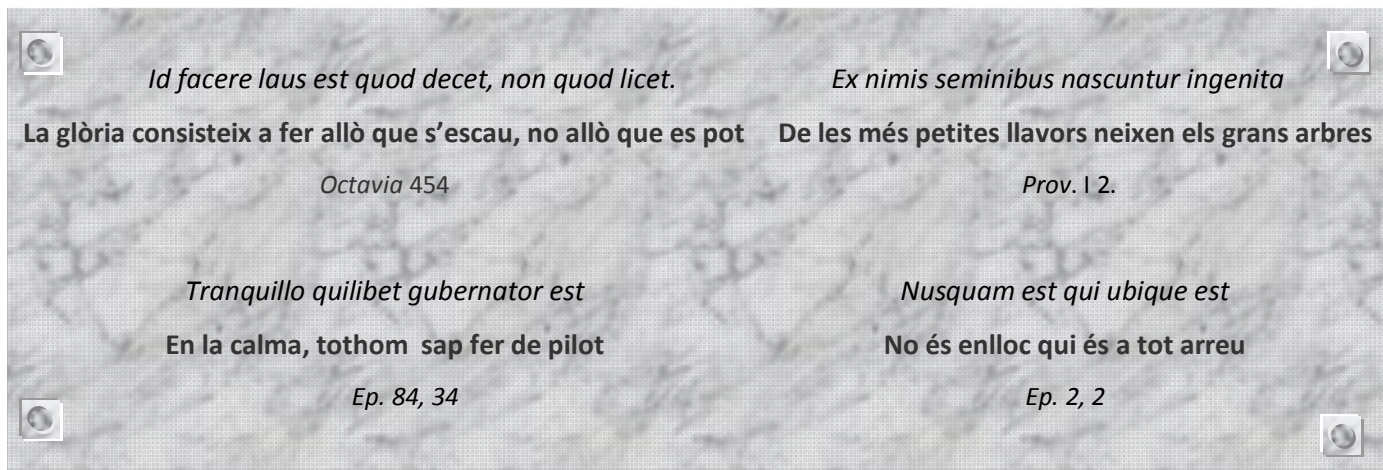 Id facere laus est quod decet, non quod licet.
La glòria consisteix a fer allò que s’escau, no allò que es pot
Octavia 454
Ex nimis seminibus nascuntur ingenita
De les més petites llavors neixen els grans arbres
Prov. I 2.
Tranquillo quilibet gubernator est
En la calma, tothom sap fer de pilot
Ep. 84, 34
Nusquam est qui ubique est
No és enlloc qui és a tot arreu
Ep. 2, 2